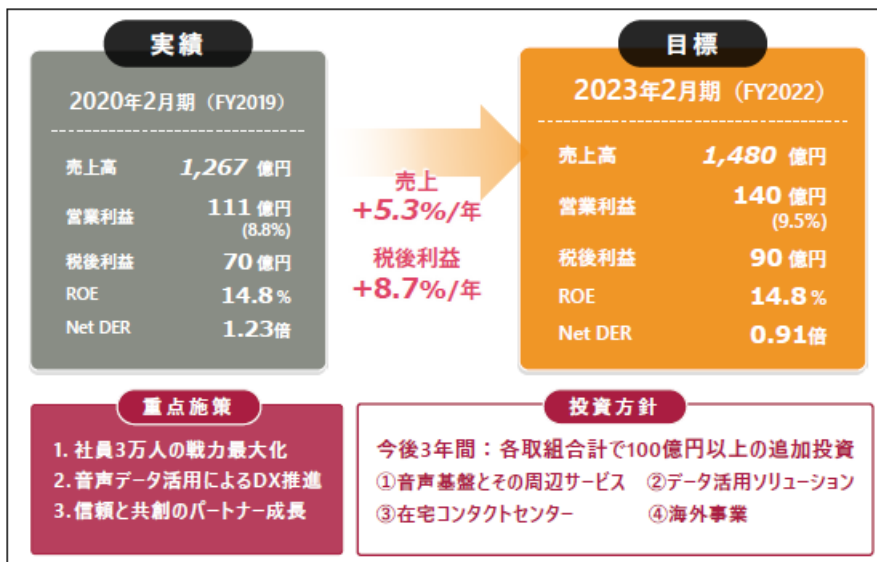 実績
2020年2月期（FY2019）
売上高 1,267 億円
営業利益 111 億円
(8.8%)
税後利益 70 億円
ROE 14.8 %
Net DER 1.23倍
売上
+5.3%/年
税後利益
+8.7%/年
目標
2023年2月期（FY2022）
売上高 1,480 億円
営業利益 140 億円
(9.5%)
税後利益 90 億円
ROE 14.8 %
Net DER 0.91倍
重点施策
1. 社員3万人の戦力最大化
2. 音声データ活用によるDX推進
3. 信頼と共創のパートナー成長
投資方針
今後3年間：各取組合計で100億円以上の追加投資
①音声基盤とその周辺サービス ②データ活用ソリューション
③在宅コンタクトセンター ④海外事業